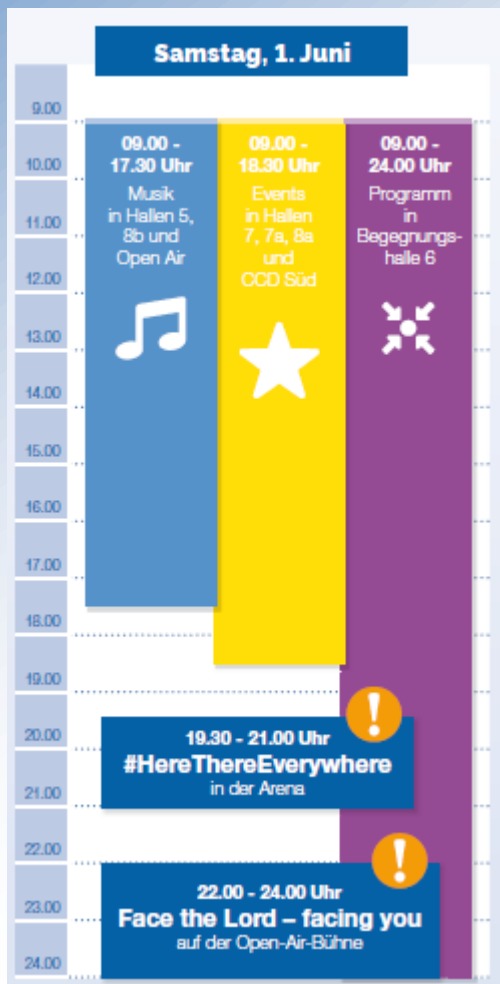 Samstag, 1. Juni
9.00
10.00
11.00
12.00
13.00
14.00
15.00
16.00
17.00
18.00
19.00
20.00
21.00
22.00
23.00
24.00
09.00 -
17.30 Uhr
Musik
in Hallen 5,
8b und
Open Air
09.00 -
18.30 Uhr
Events
in Hallen
7, 7a, 8a
und
CCD Süd
09.00 -
24.00 Uhr
Programm
in
Begegnungs-
halle 6
!
19.30 - 21.00 Uhr
#HereThereEverywhere
in der Arena
!
22.00 - 24.00 Uhr
Face the Lord – facing you
auf der Open-Air-Bühne